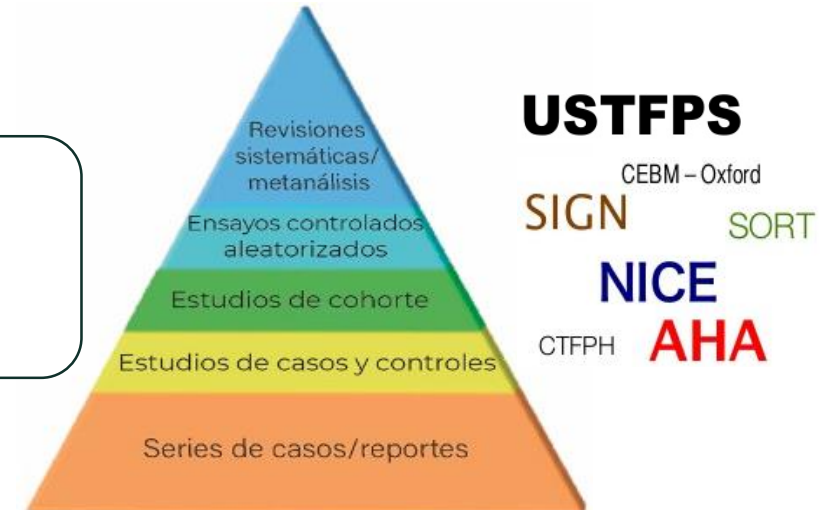 Revisiones
sistemáticas/
metanálisis
Ensayos controlados
aleatorizados
Estudios de cohorte
Estudios de casos y controles
Series de casos/reportes
USTFPS
CEBM – Oxford
SIGN
SORT
NICE
CTFPH
AHA